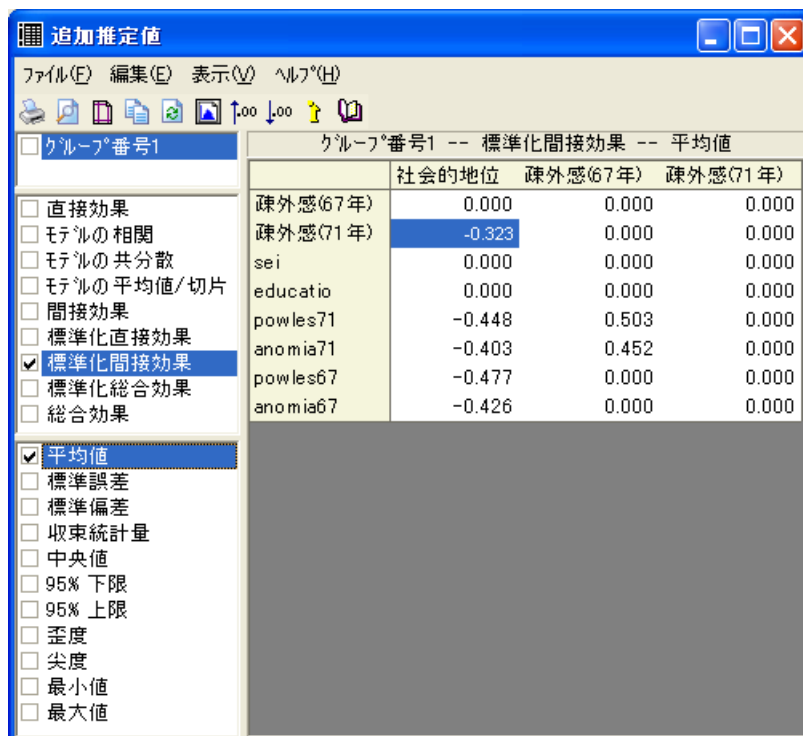 追加推定値
ファイル(F) 編集(E) 表示(V) ヘルプ(H)
グループ番号1
グループ番号1 -- 標準化間接効果 -- 平均値
社会的地位 疎外感(67年) 疎外感(71年)
疎外感(67年) 0.000 0.000 0.000
疎外感(71年) -0.323 0.000 0.000
sei 0.000 0.000 0.000
educatio 0.000 0.000 0.000
powles71 -0.448 0.503 0.000
anomia71 -0.403 0.452 0.000
powles67 -0.477 0.000 0.000
anomia67 -0.426 0.000 0.000
直接効果
モデルの相関
モデルの共分散
モデルの平均値/切片
間接効果
標準化直接効果
標準化間接効果
標準化総合効果
総合効果
平均値
標準誤差
標準偏差
収束統計量
中央値
95% 下限
95% 上限
歪度
尖度
最小値
最大値